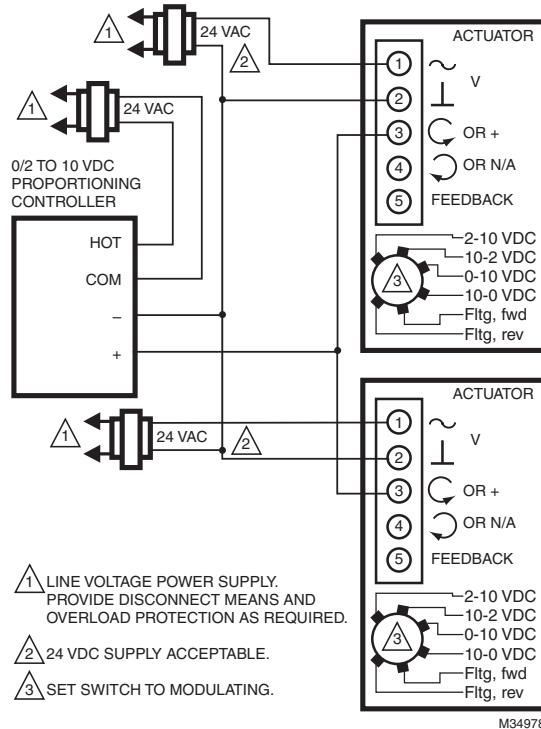 1
24 VAC
2
1
24 VAC
0/2 TO 10 VDC
PROPORTIONING
CONTROLLER
HOT
COM
–
+
ACTUATOR
1
2 V
3 OR +
4 OR N/A
5 FEEDBACK
3
2-10 VDC
10-2 VDC
0-10 VDC
10-0 VDC
Fltg, fwd
Fltg, rev
1
24 VAC
2
ACTUATOR
1
2 V
3 OR +
4 OR N/A
5 FEEDBACK
3
2-10 VDC
10-2 VDC
0-10 VDC
10-0 VDC
Fltg, fwd
Fltg, rev
1 LINE VOLTAGE POWER SUPPLY.
PROVIDE DISCONNECT MEANS AND
OVERLOAD PROTECTION AS REQUIRED.
2 24 VDC SUPPLY ACCEPTABLE.
3 SET SWITCH TO MODULATING.
M34978